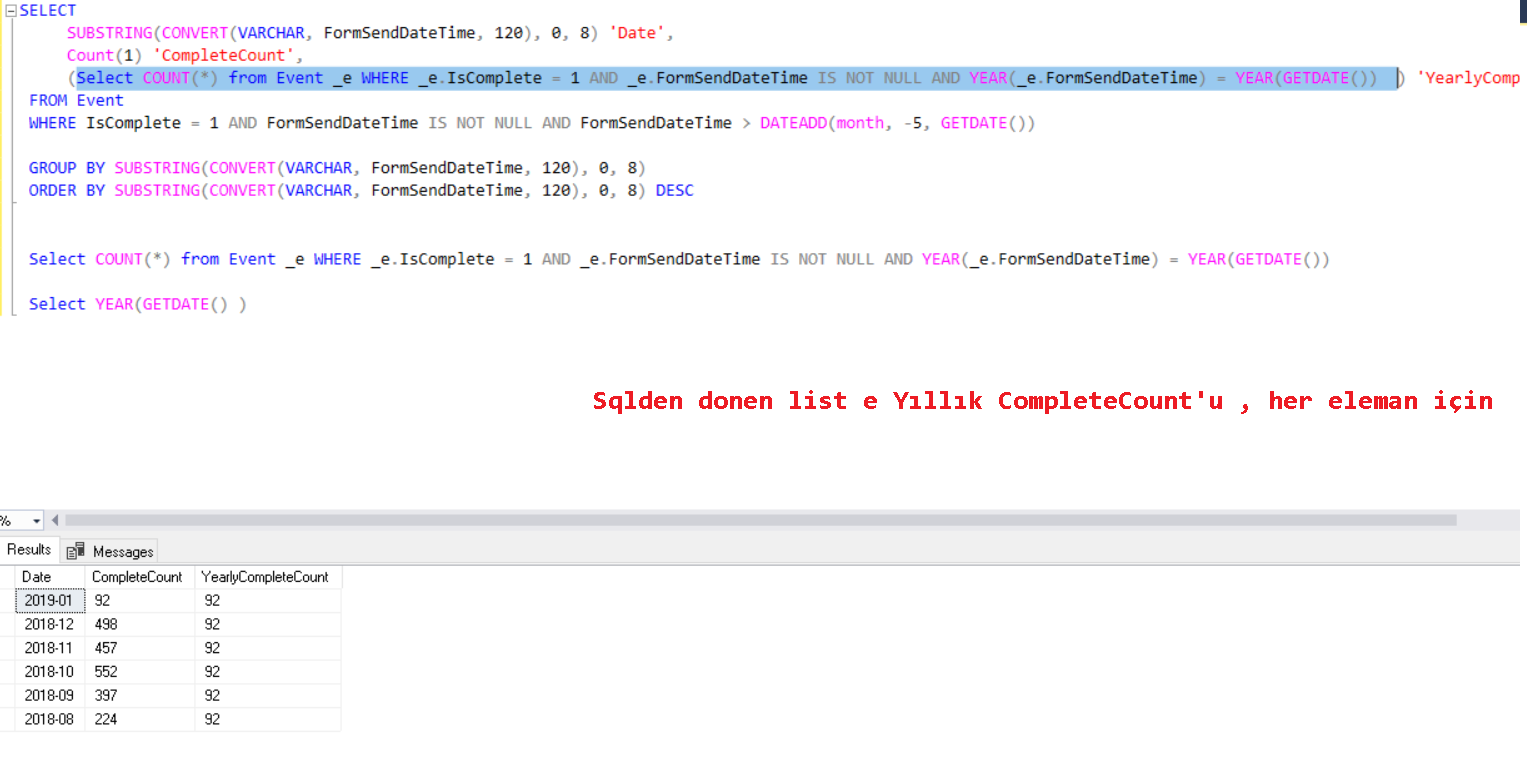 SELECT
SUBSTRING(CONVERT(VARCHAR, FormSendDateTime, 120), 0, 8) 'Date',
Count(1) 'CompleteCount',
(Select COUNT(*) from Event _e WHERE _e.IsComplete = 1 AND _e.FormSendDateTime IS NOT NULL AND YEAR(_e.FormSendDateTime) = YEAR(GETDATE()) ) 'YearlyComp
FROM Event
WHERE IsComplete = 1 AND FormSendDateTime IS NOT NULL AND FormSendDateTime > DATEADD(month, -5, GETDATE())
GROUP BY SUBSTRING(CONVERT(VARCHAR, FormSendDateTime, 120), 0, 8)
ORDER BY SUBSTRING(CONVERT(VARCHAR, FormSendDateTime, 120), 0, 8) DESC
Select COUNT(*) from Event _e WHERE _e.IsComplete = 1 AND _e.FormSendDateTime IS NOT NULL AND YEAR(_e.FormSendDateTime) = YEAR(GETDATE())
Select YEAR(GETDATE() )
Sqlden donen list e Yıllık CompleteCount'u , her eleman için
%
Results Messages
Date CompleteCount YearlyCompleteCount
2019-01 92 92
2018-12 498 92
2018-11 457 92
2018-10 552 92
2018-09 397 92
2018-08 224 92